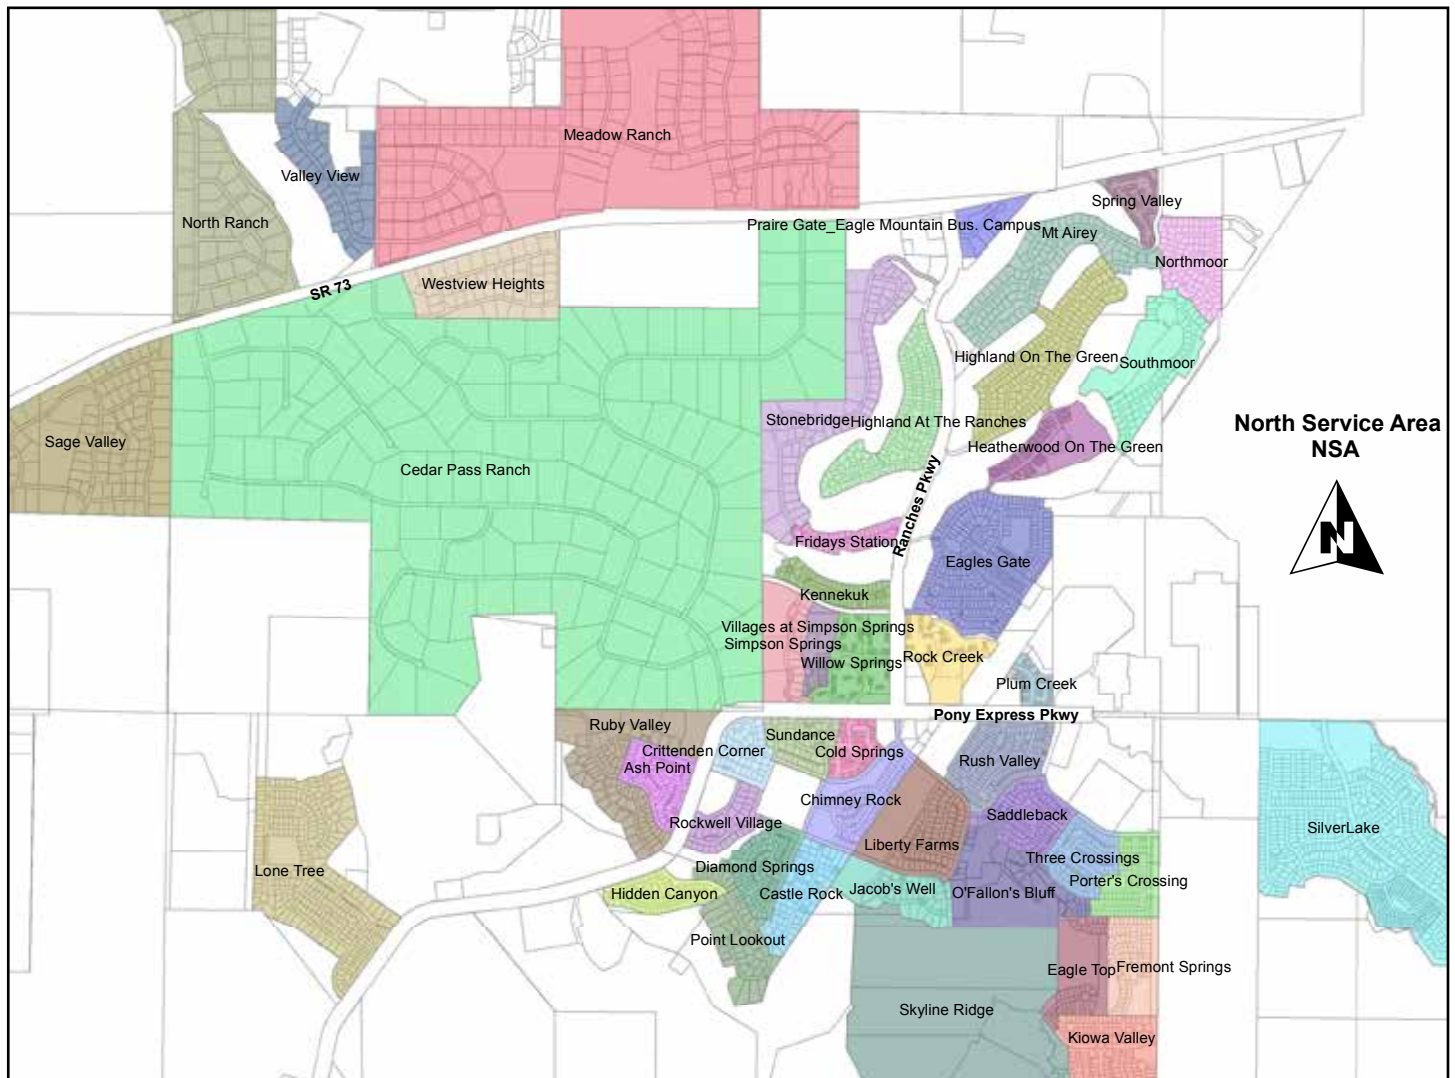 Meadow Ranch
Valley View
Spring Valley
North Ranch
Praire Gate_Eagle Mountain Bus. Campus
Mt Airey
Northmoor
Westview Heights
SR 73
Highland On The Green
Southmoor
Stonebridge
Highland At The Ranches
North Service Area
NSA
Sage Valley
Heatherwood On The Green
Cedar Pass Ranch
Ranches Pkwy
N
Fridays Station
Eagles Gate
Kennekuk
Villages at Simpson Springs
Simpson Springs
Willow Springs
Rock Creek
Plum Creek
Pony Express Pkwy
Ruby Valley
Sundance
Crittenden Corner
Cold Springs
Ash Point
Rush Valley
Chimney Rock
Saddleback
Rockwell Village
SilverLake
Liberty Farms
Three Crossings
Diamond Springs
Lone Tree
Porter's Crossing
Hidden Canyon
Castle Rock
Jacob's Well
O'Fallon's Bluff
Point Lookout
Eagle Top
Fremont Springs
Skyline Ridge
Kiowa Valley